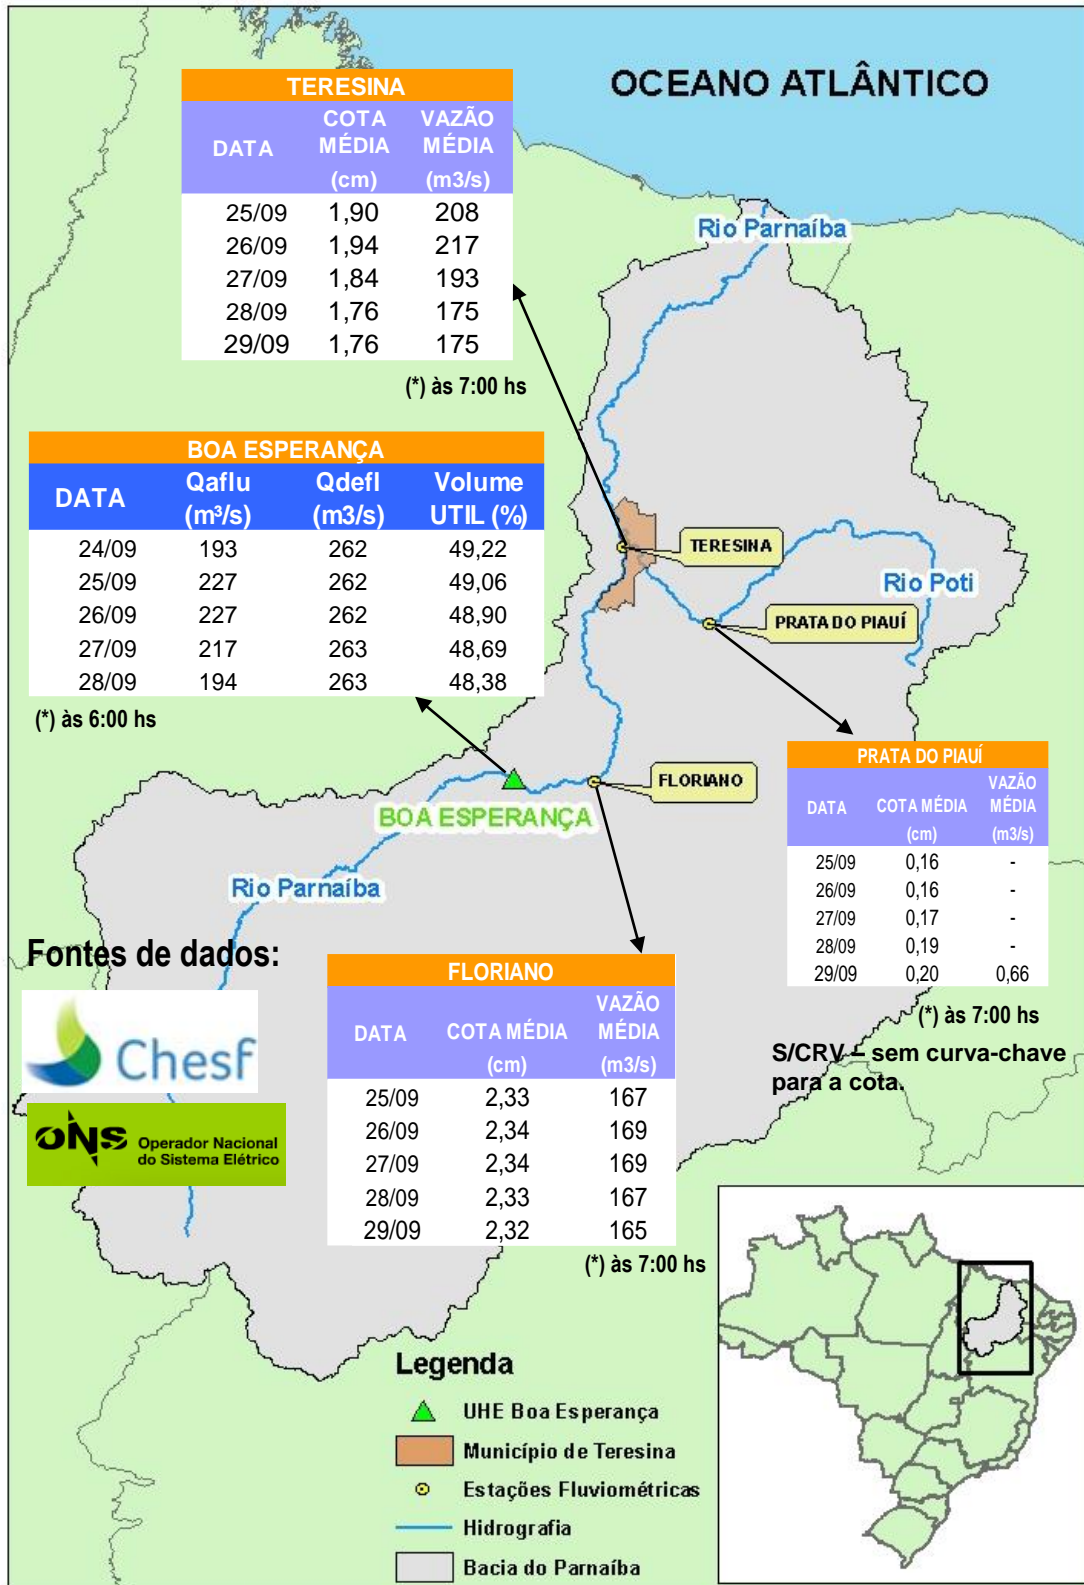 OCEANO ATLÂNTICO
TERESINA
DATA COTA MÉDIA (cm) VAZÃO MÉDIA (m3/s)
25/09 1,90 208
26/09 1,94 217
27/09 1,84 193
28/09 1,76 175
29/09 1,76 175
(*) às 7:00 hs
Rio Parnaíba
BOA ESPERANÇA
DATA Qaflu (m³/s) Qdefl (m3/s) Volume UTIL (%)
24/09 193 262 49,22
25/09 227 262 49,06
26/09 227 262 48,90
27/09 217 263 48,69
28/09 194 263 48,38
(*) às 6:00 hs
TERESINA
Rio Poti
PRATA DO PIAUÍ
FLORIANO
BOA ESPERANÇA
Rio Parnaíba
PRATA DO PIAUÍ
DATA COTA MÉDIA (cm) VAZÃO MÉDIA (m3/s)
25/09 0,16 -
26/09 0,16 -
27/09 0,17 -
28/09 0,19 -
29/09 0,20 0,66
(*) às 7:00 hs
S/CRV – sem curva-chave
para a cota.
Fontes de dados:
Chesf
ONS Operador Nacional
do Sistema Elétrico
FLORIANO
DATA COTA MÉDIA (cm) VAZÃO MÉDIA (m3/s)
25/09 2,33 167
26/09 2,34 169
27/09 2,34 169
28/09 2,33 167
29/09 2,32 165
(*) às 7:00 hs
Legenda
UHE Boa Esperança
Município de Teresina
Estações Fluviométricas
Hidrografia
Bacia do Parnaíba